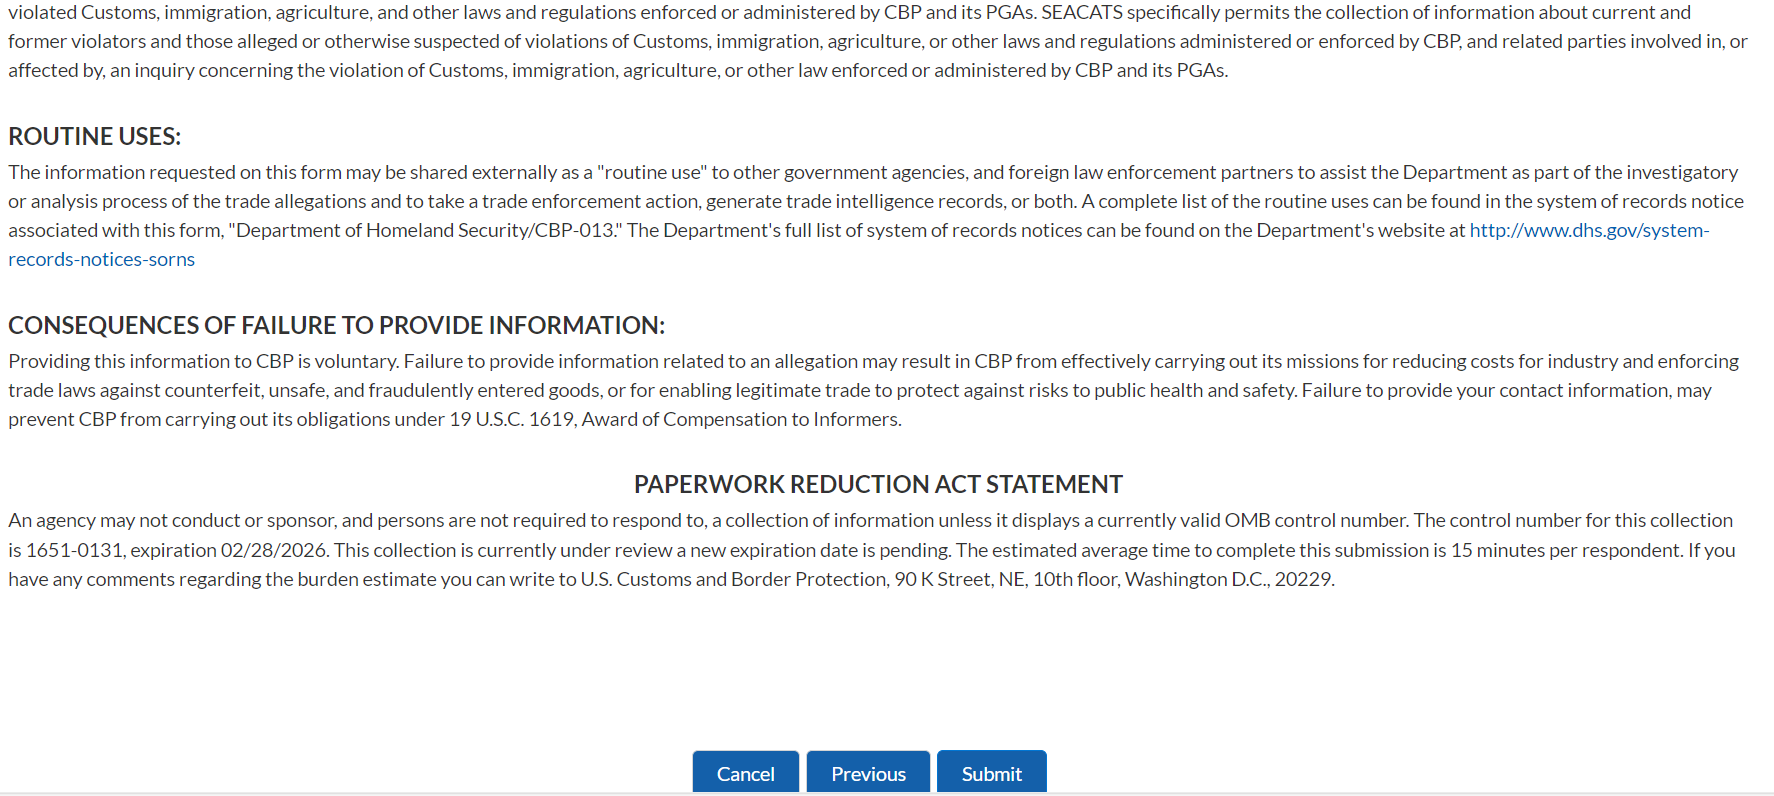 violated Customs, immigration, agriculture, and other laws and regulations enforced or administered by CBP and its PGAs. SEACATS specifically permits the collection of information about current and
former violators and those alleged or otherwise suspected of violations of Customs, immigration, agriculture, or other laws and regulations administered or enforced by CBP, and related parties involved in, or
affected by, an inquiry concerning the violation of Customs, immigration, agriculture, or other law enforced or administered by CBP and its PGAs.
ROUTINE USES:
The information requested on this form may be shared externally as a "routine use" to other government agencies, and foreign law enforcement partners to assist the Department as part of the investigatory
or analysis process of the trade allegations and to take a trade enforcement action, generate trade intelligence records, or both. A complete list of the routine uses can be found in the system of records notice
associated with this form, "Department of Homeland Security/CBP-013." The Department's full list of system of records notices can be found on the Department's website at http://www.dhs.gov/system-
records-notices-sorns
CONSEQUENCES OF FAILURE TO PROVIDE INFORMATION:
Providing this information to CBP is voluntary. Failure to provide information related to an allegation may result in CBP from effectively carrying out its missions for reducing costs for industry and enforcing
trade laws against counterfeit, unsafe, and fraudulently entered goods, or for enabling legitimate trade to protect against risks to public health and safety. Failure to provide your contact information, may
prevent CBP from carrying out its obligations under 19 U.S.C. 1619, Award of Compensation to Informers.
PAPERWORK REDUCTION ACT STATEMENT
An agency may not conduct or sponsor, and persons are not required to respond to, a collection of information unless it displays a currently valid OMB control number. The control number for this collection
is 1651-0131, expiration 02/28/2026. This collection is currently under review a new expiration date is pending. The estimated average time to complete this submission is 15 minutes per respondent. If you
have any comments regarding the burden estimate you can write to U.S. Customs and Border Protection, 90 K Street, NE, 10th floor, Washington D.C., 20229.
Cancel Previous Submit